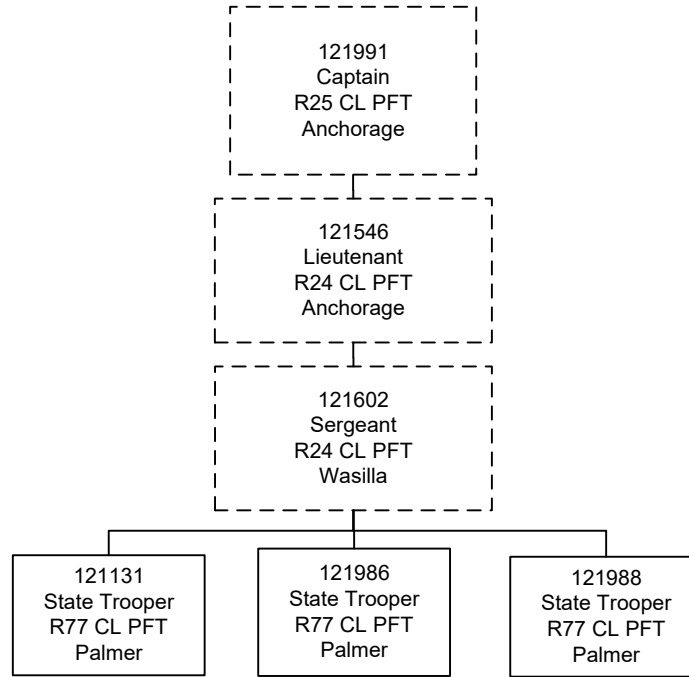 121991
Captain
R25 CL PFT
Anchorage
121546
Lieutenant
R24 CL PFT
Anchorage
121602
Sergeant
R24 CL PFT
Wasilla
121131
State Trooper
R77 CL PFT
Palmer
121986
State Trooper
R77 CL PFT
Palmer
121988
State Trooper
R77 CL PFT
Palmer